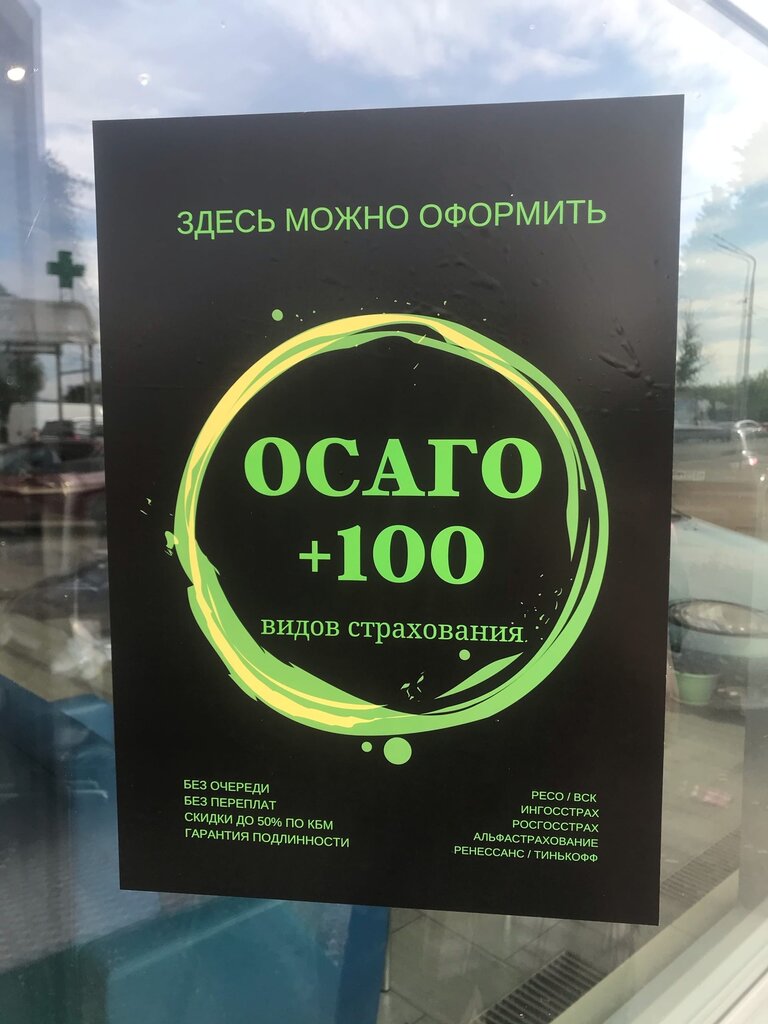 ЗДЕСЬ МОЖНО ОФОРМИТЬ
ОСАГО
+100
видов страхования
БЕЗ ОЧЕРЕДИ
БЕЗ ПЕРЕПЛАТ
СКИДКИ ДО 50% ПО КБМ
ГАРАНТИЯ ПОДЛИННОСТИ
РЕСО / ВСК
ИНГОССТРАХ
РОСГОССТРАХ
АЛЬФАСТРАХОВАНИЕ
РЕНЕССАНС / ТИНЬКОФФ